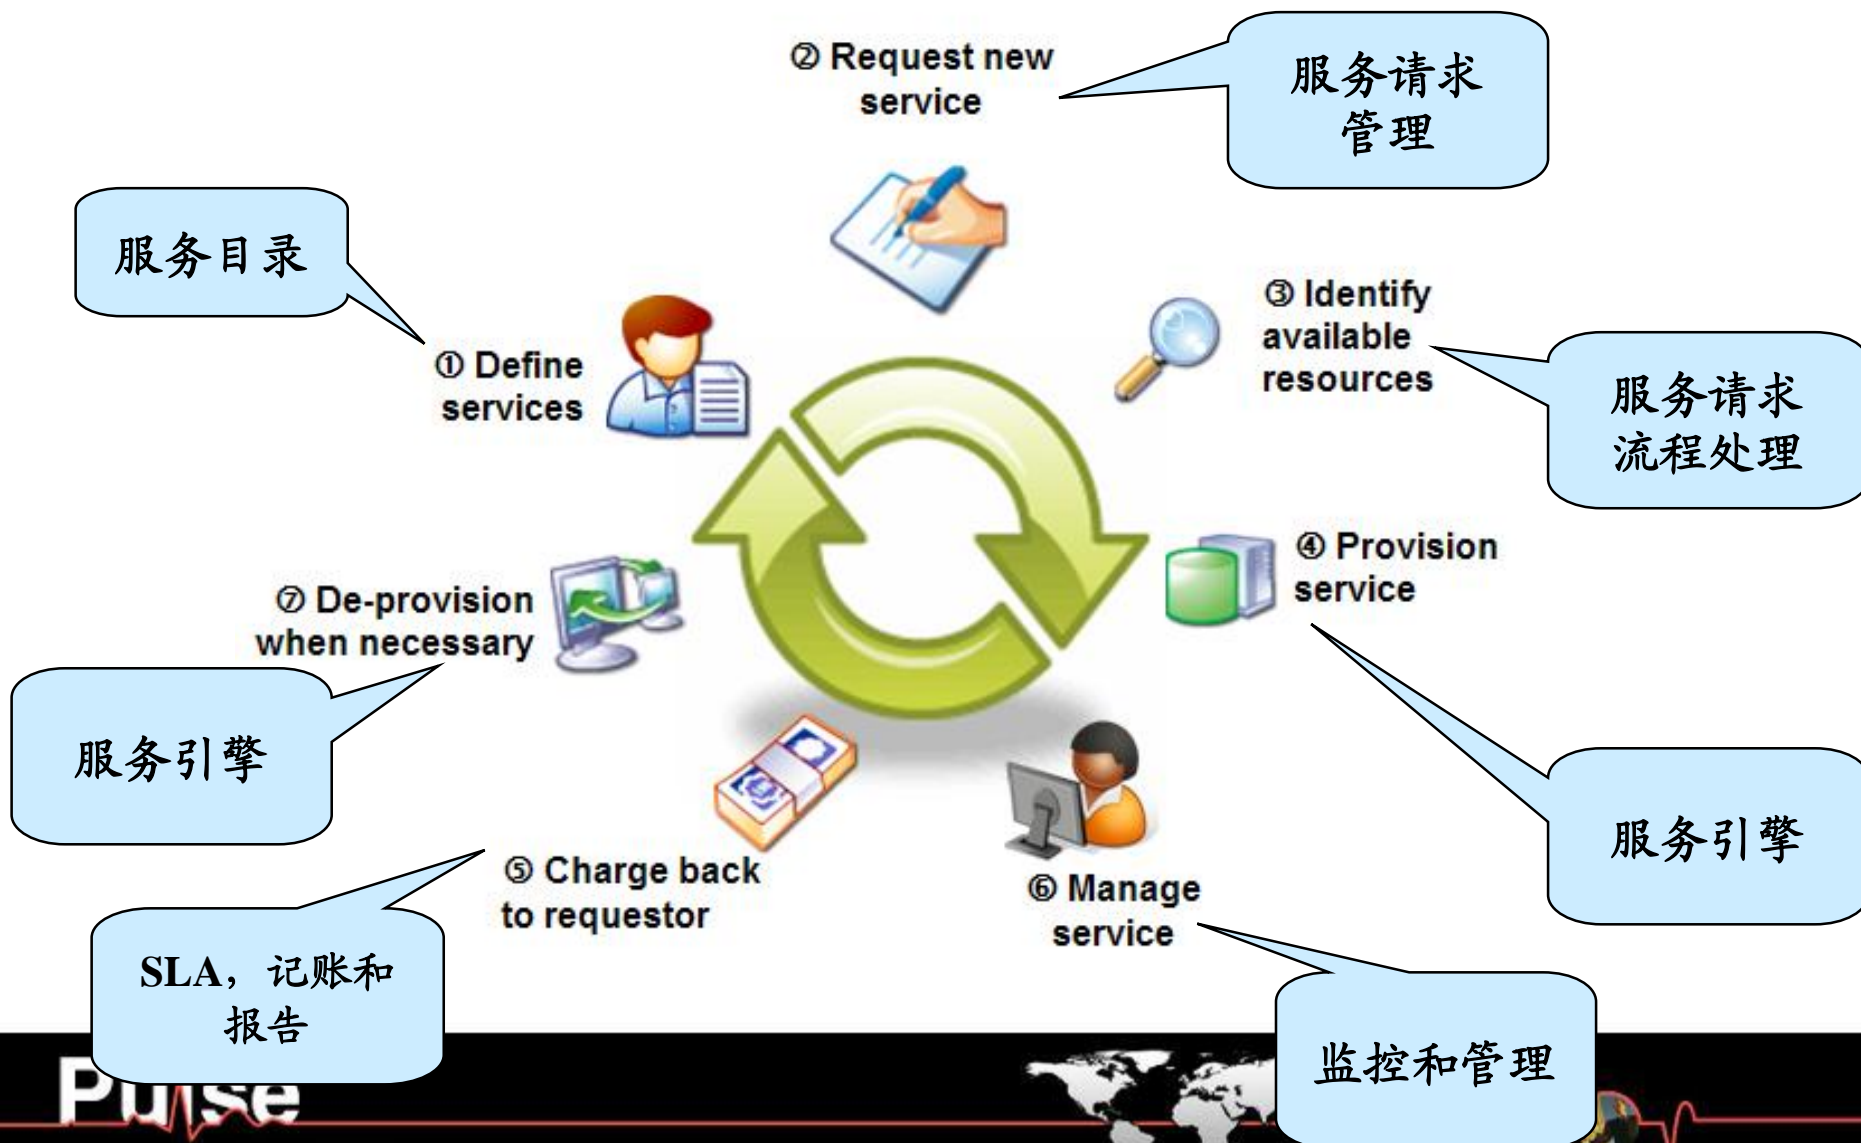 ② Request new
service
服务请求
管理
服务目录
① Define
services
③ Identify
available
resources
服务请求
流程处理
④ Provision
service
服务引擎
⑦ De-provision
when necessary
服务引擎
⑤ Charge back
to requestor
SLA，记账和
报告
⑥ Manage
service
监控和管理
Pulse